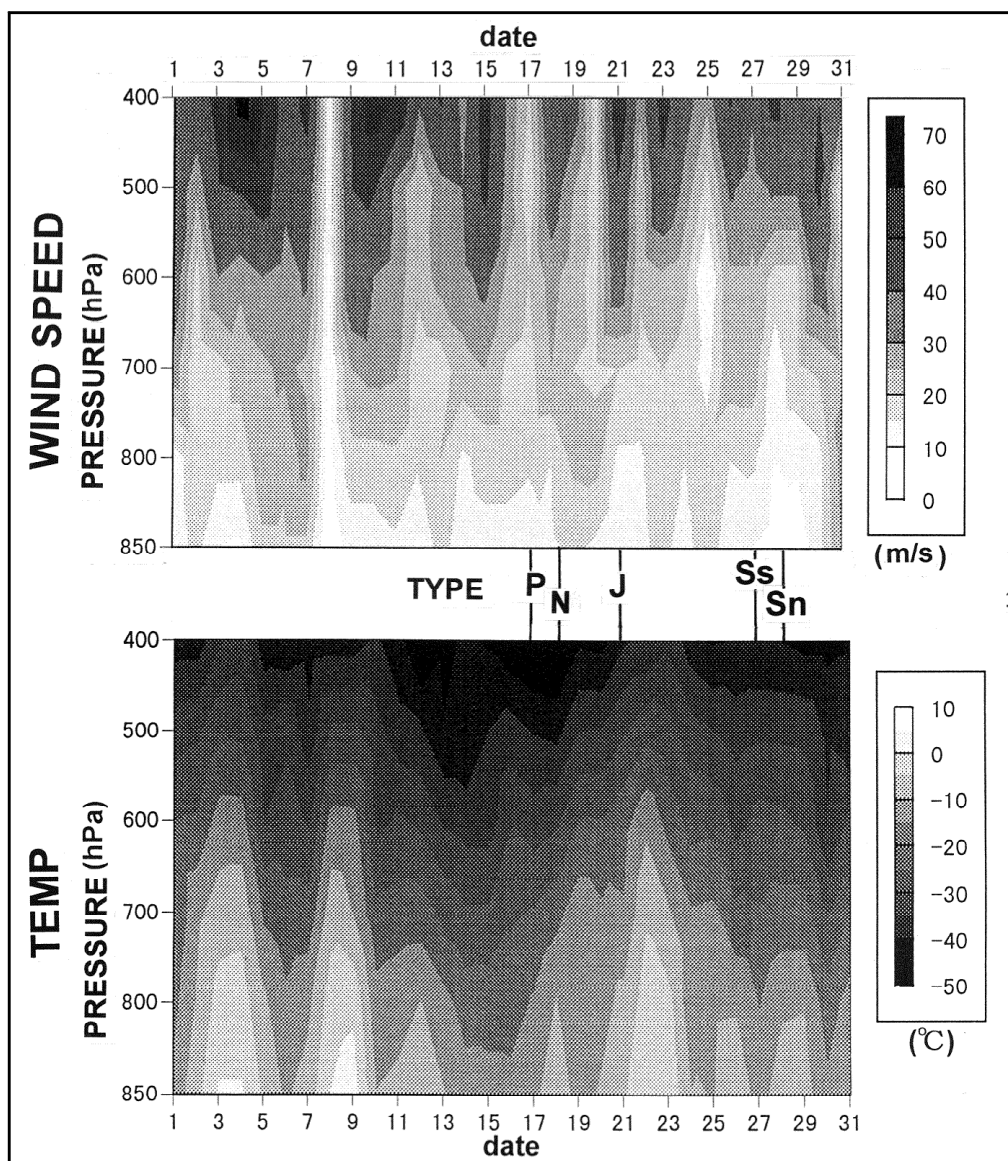 date
1 3 5 7 9 11 13 15 17 19 21 23 25 27 29 31
WIND SPEED
PRESSURE (hPa)
400
500
600
700
800
850
70
60
50
40
30
20
10
0
(m/s)
TYPE P N J Ss Sn
TEMP
PRESSURE (hPa)
400
500
600
700
800
850
10
0
-10
-20
-30
-40
-50
(℃)
1 3 5 7 9 11 13 15 17 19 21 23 25 27 29 31
date